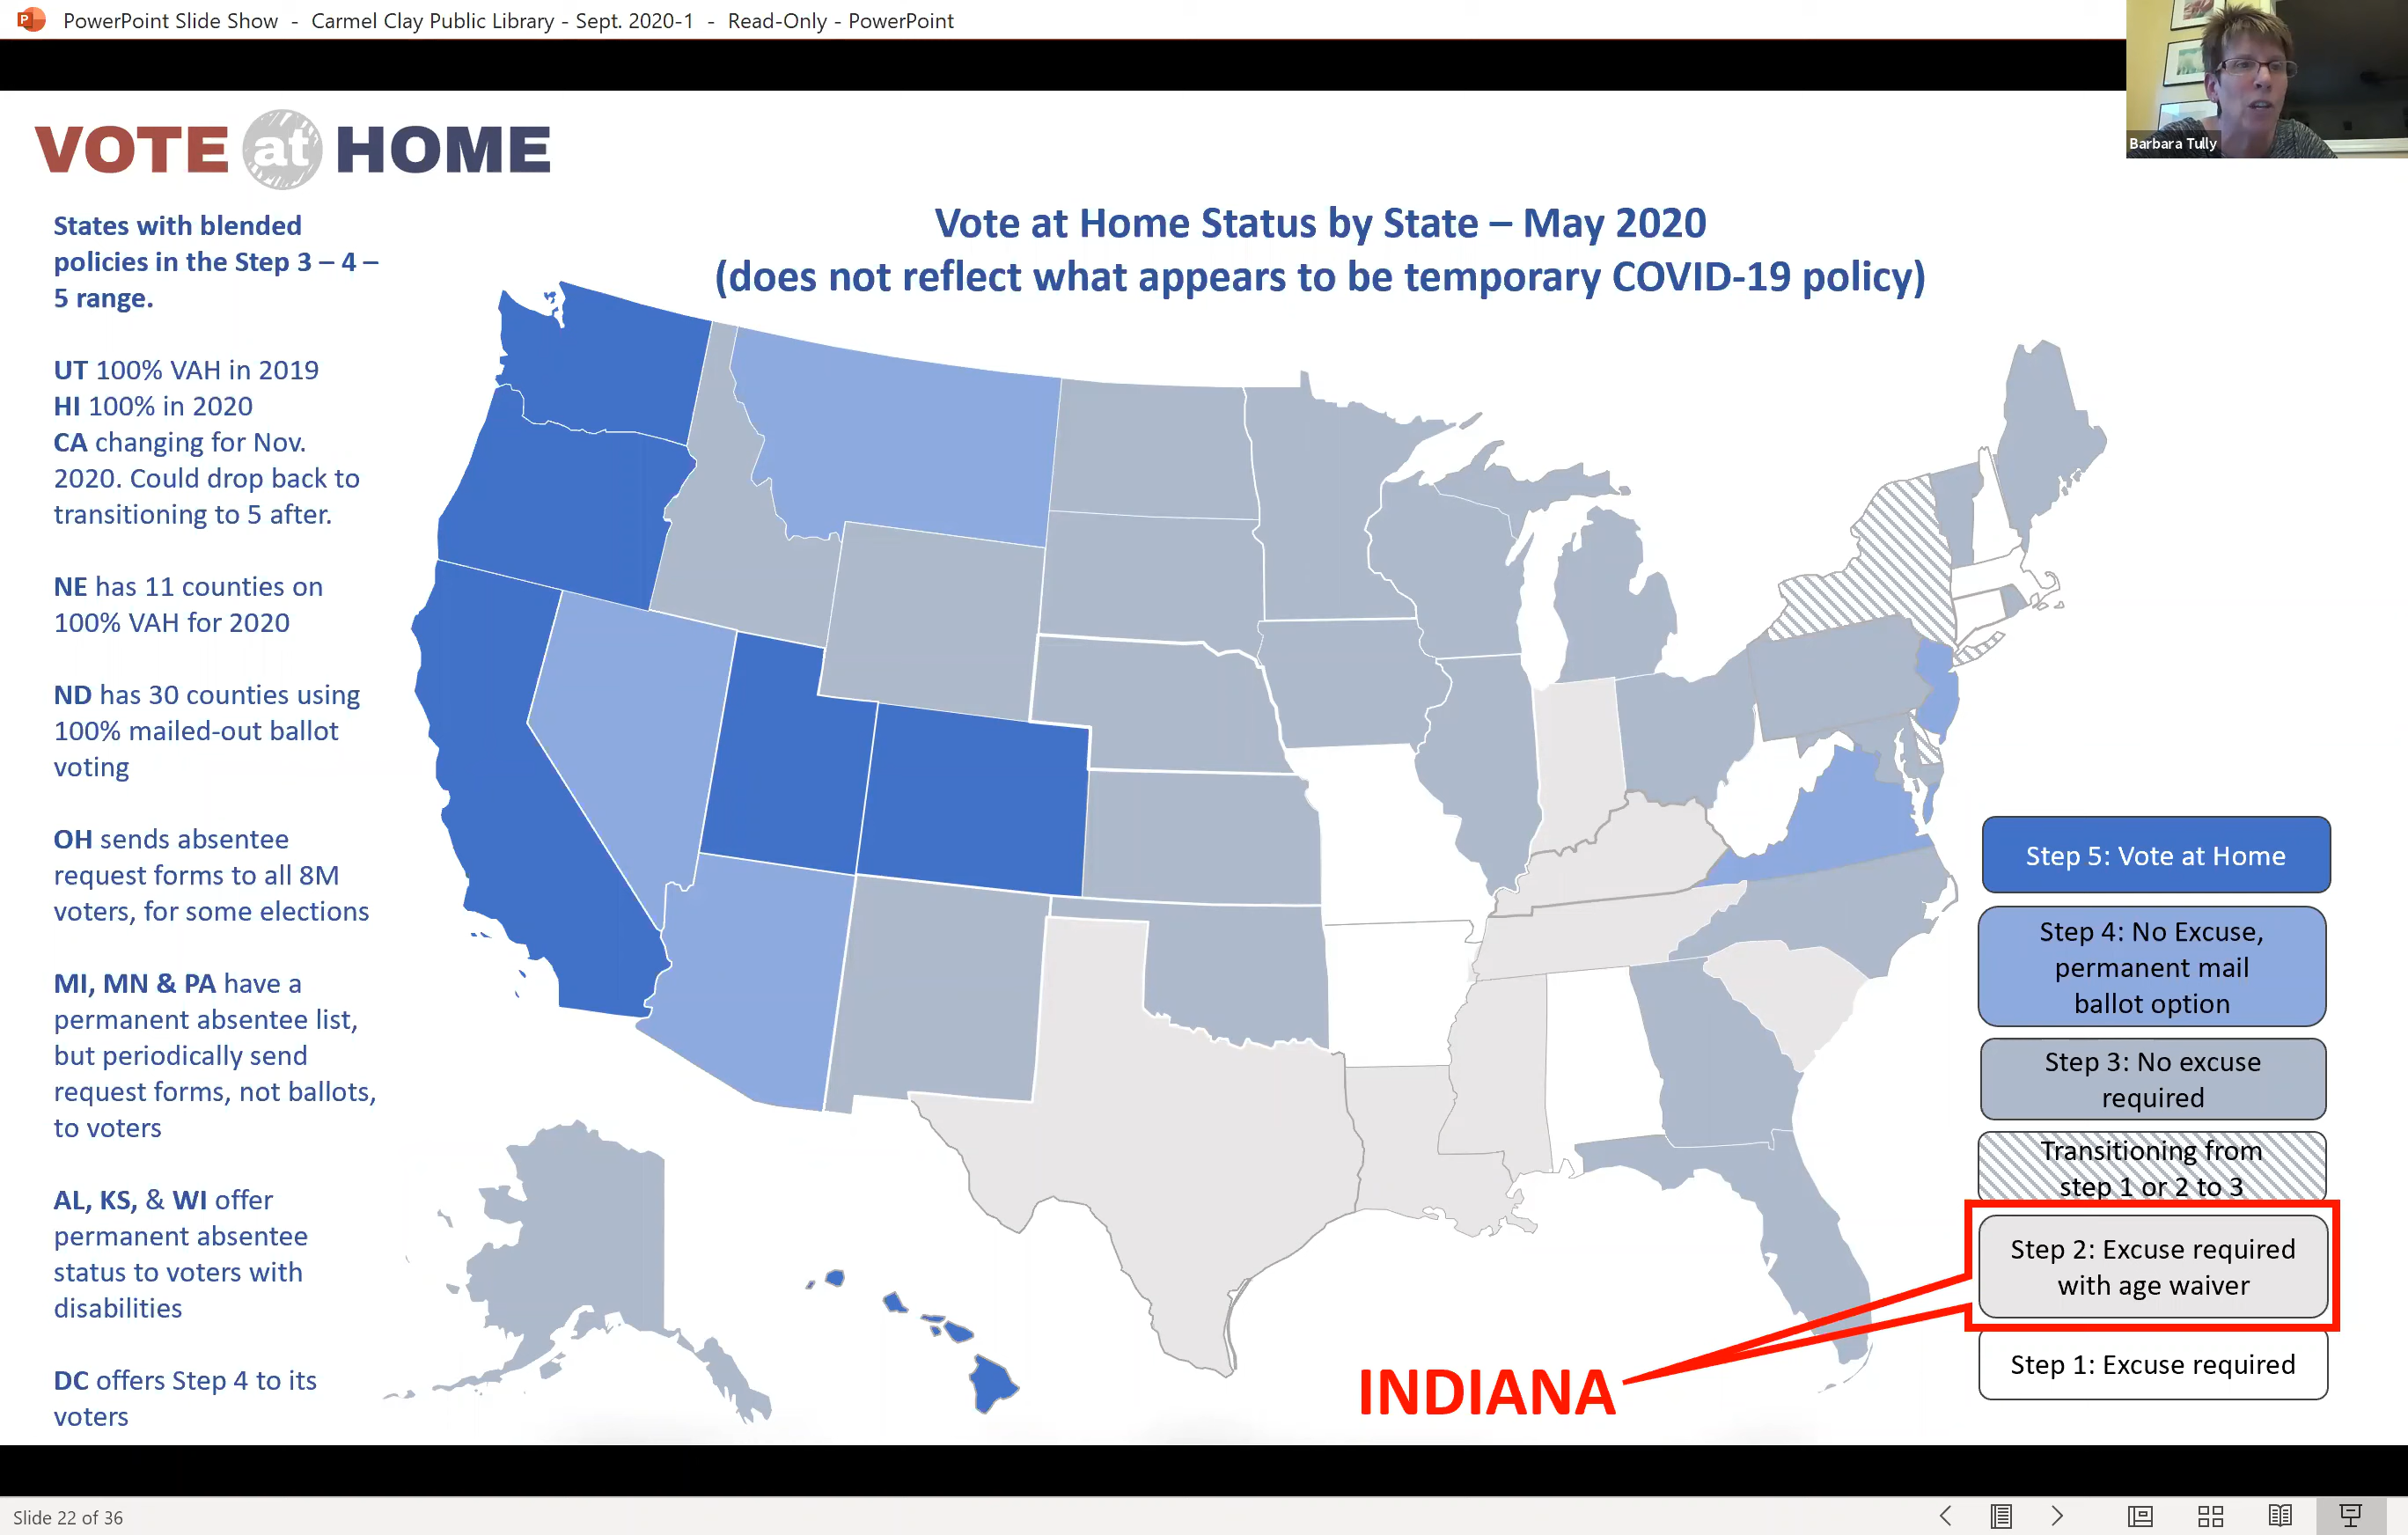 PowerPoint Slide Show - Carmel Clay Public Library - Sept. 2020-1 - Read-Only - PowerPoint
Barbara Tully
VOTE at HOME
Vote at Home Status by State – May 2020
(does not reflect what appears to be temporary COVID-19 policy)
States with blended
policies in the Step 3 – 4 –
5 range.
UT 100% VAH in 2019
HI 100% in 2020
CA changing for Nov.
2020. Could drop back to
transitioning to 5 after.
NE has 11 counties on
100% VAH for 2020
ND has 30 counties using
100% mailed-out ballot
voting
OH sends absentee
request forms to all 8M
voters, for some elections
MI, MN & PA have a
permanent absentee list,
but periodically send
request forms, not ballots,
to voters
AL, KS, & WI offer
permanent absentee
status to voters with
disabilities
DC offers Step 4 to its
voters
Step 5: Vote at Home
Step 4: No Excuse,
permanent mail
ballot option
Step 3: No excuse
required
Transitioning from
step 1 or 2 to 3
Step 2: Excuse required
with age waiver
Step 1: Excuse required
INDIANA
Slide 22 of 36